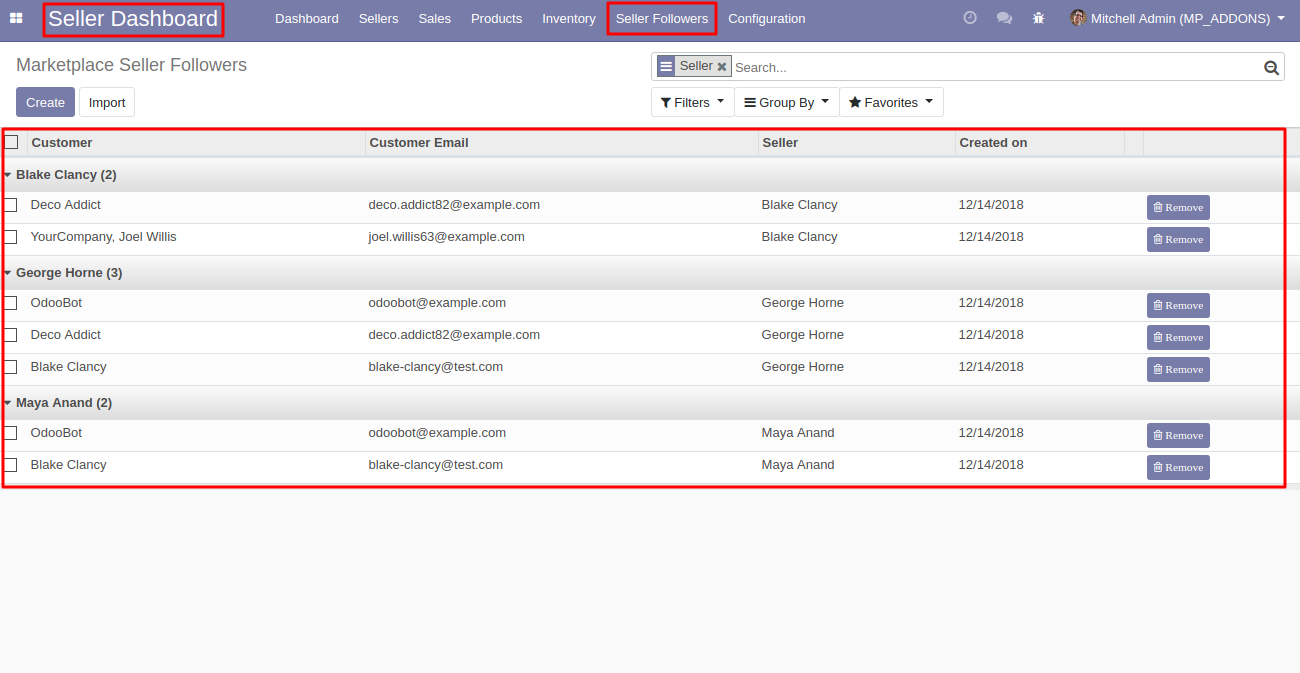 Seller Dashboard Dashboard Sellers Sales Products Inventory Seller Followers Configuration Mitchell Admin (MP_ADDONS)
Marketplace Seller Followers Seller Search...
Create Import Filters Group By Favorites
Customer Customer Email Seller Created on
Blake Clancy (2)
Deco Addict deco.addict82@example.com Blake Clancy 12/14/2018 Remove
YourCompany, Joel Willis joel.willis63@example.com Blake Clancy 12/14/2018 Remove
George Horne (3)
OdooBot odoobot@example.com George Horne 12/14/2018 Remove
Deco Addict deco.addict82@example.com George Horne 12/14/2018 Remove
Blake Clancy blake-clancy@test.com George Horne 12/14/2018 Remove
Maya Anand (2)
OdooBot odoobot@example.com Maya Anand 12/14/2018 Remove
Blake Clancy blake-clancy@test.com Maya Anand 12/14/2018 Remove